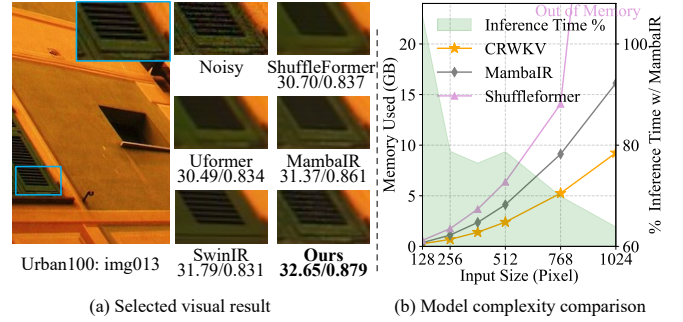 Noisy
ShuffleFormer
30.70/0.837
Uformer
30.49/0.834
MambaIR
31.37/0.861
Urban100: img013
SwinIR
31.79/0.831
Ours
32.65/0.879
(a) Selected visual result
Out of Memory
Inference Time %
CRWKV
MambaIR
Shuffleformer
Memory Used (GB)
20
15
10
5
0
% Inference Time w/ MambaIR
100
80
60
128 256 512 768 1024
Input Size (Pixel)
(b) Model complexity comparison